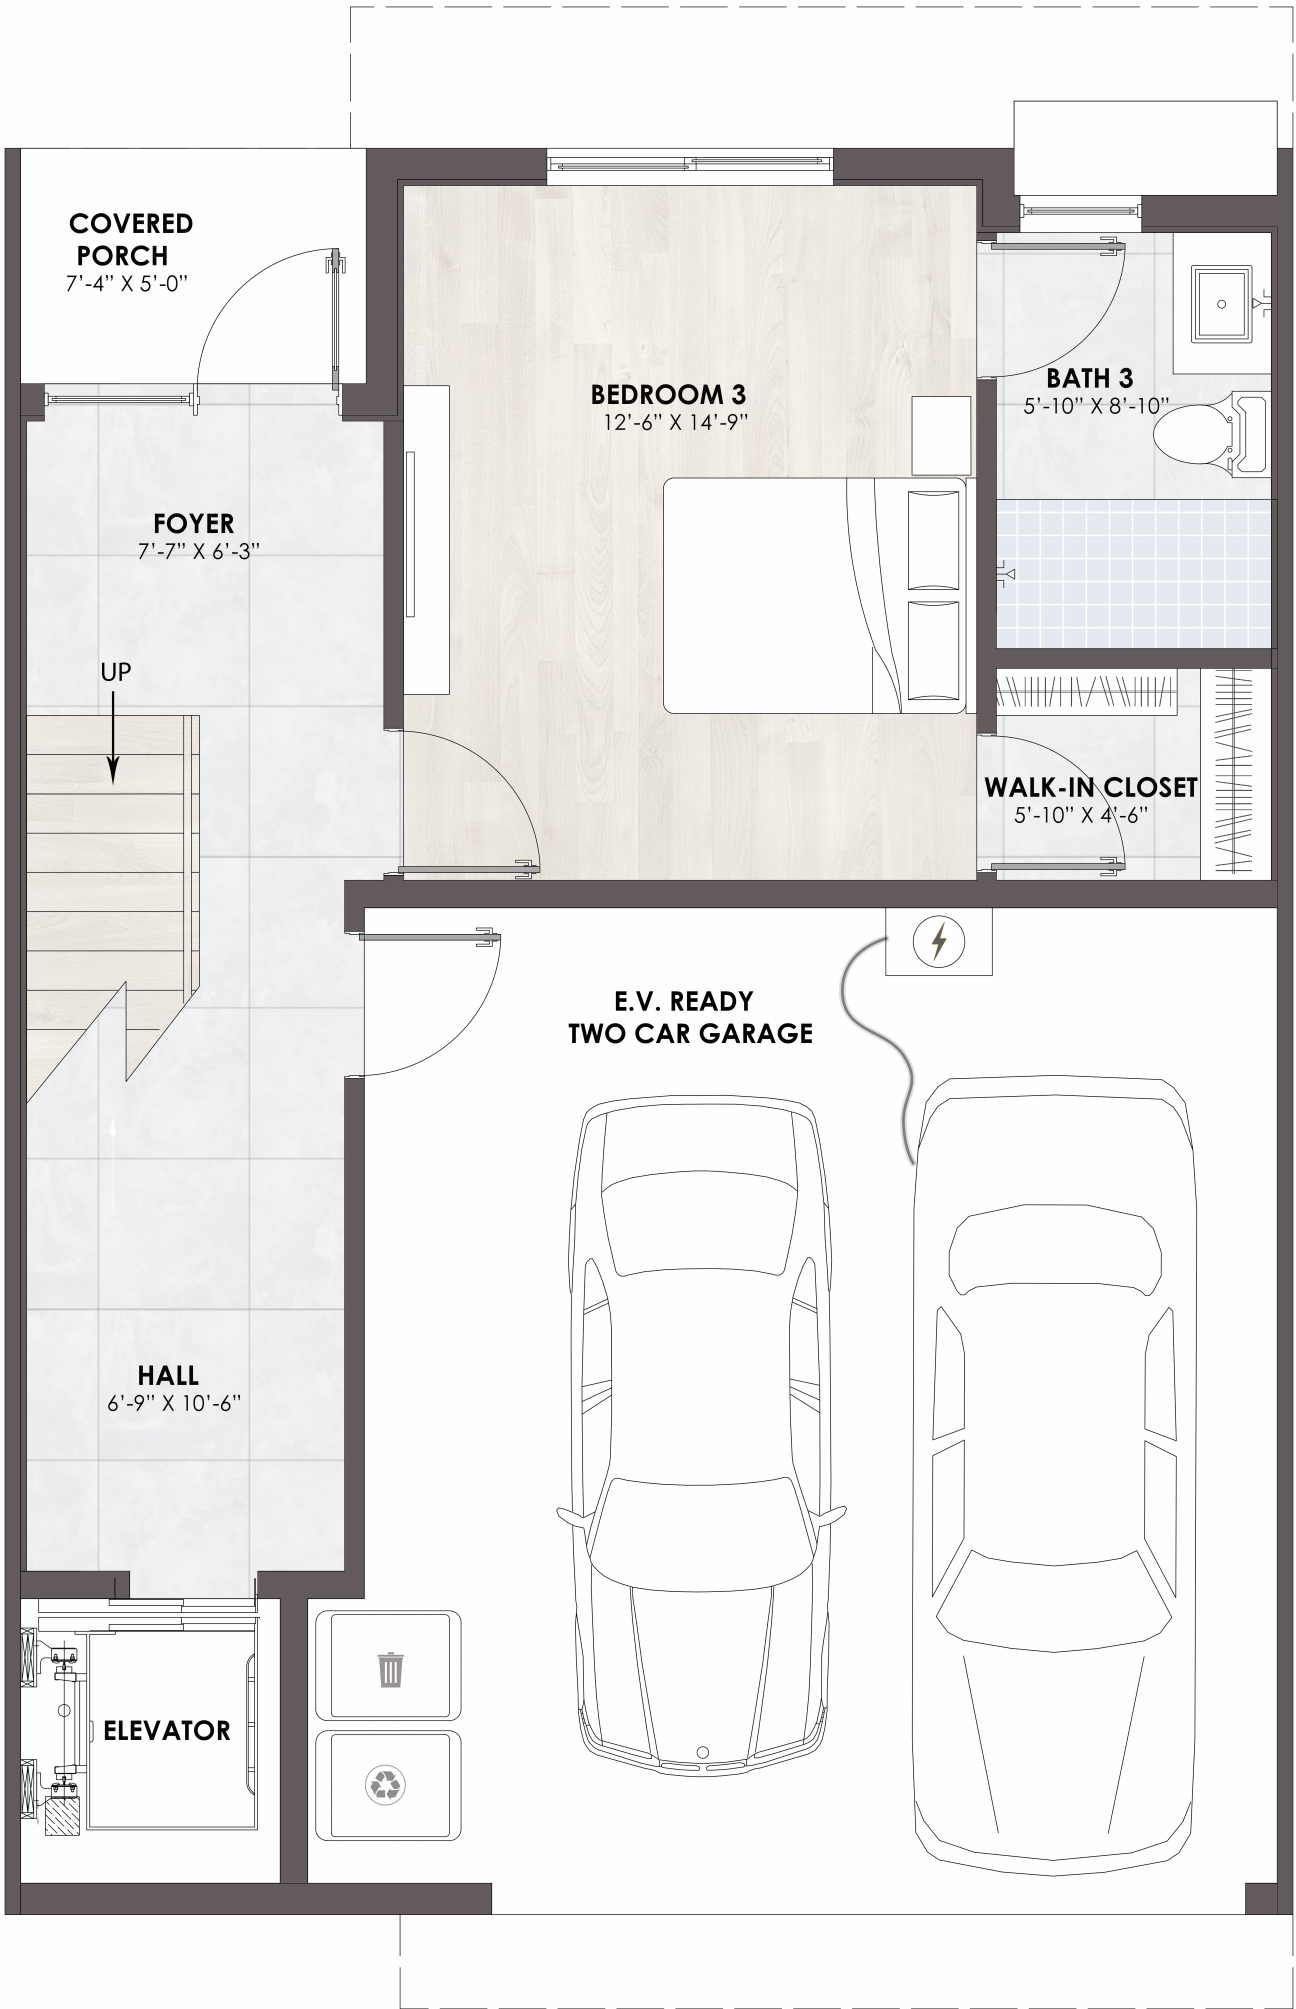 COVERED
PORCH
7’-4” X 5’-0”
BEDROOM 3
12’-6” X 14’-9”
BATH 3
5’-10” X 8’-10”
FOYER
7’-7” X 6’-3”
UP
WALK-IN CLOSET
5’-10” X 4’-6”
E.V. READY
TWO CAR GARAGE
HALL
6’-9” X 10’-6”
ELEVATOR